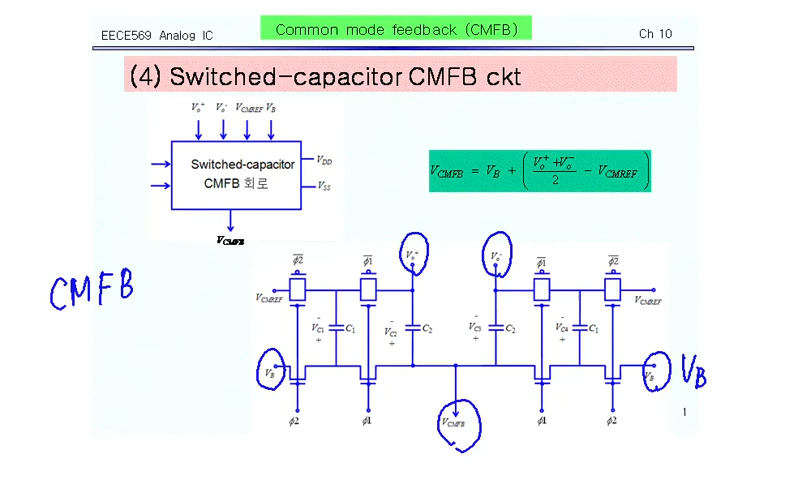 Common mode feedback (CMFB)
EECE569 Analog IC
Ch 10
(4) Switched-capacitor CMFB ckt
Vo+ Vo- VCMREF VB
Switched-capacitor
CMFB 회로
VDD
VSS
VCMFB
VCMFB = VB + ( (Vo+ + Vo-) / 2 - VCMREF )
CMFB
φ2 φ1 Vo+ Vo- φ1 φ2
VCMREF VCMREF
- VC1 + C1 - VC2 + C2 - VC3 + C2 - VC4 + C1
VB VB VB
φ2 φ1 VCMFB φ1 φ2
1